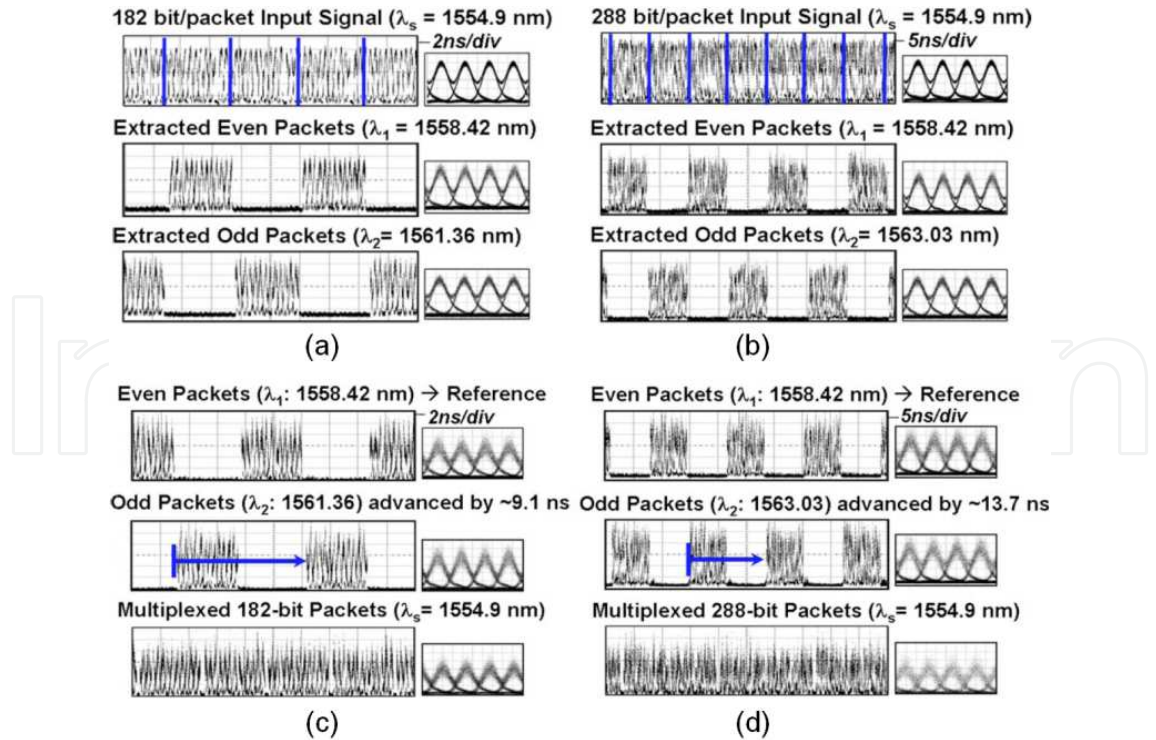 182 bit/packet Input Signal (λs = 1554.9 nm)
2ns/div
Extracted Even Packets (λ1 = 1558.42 nm)
Extracted Odd Packets (λ2= 1561.36 nm)
(a)
288 bit/packet Input Signal (λs = 1554.9 nm)
5ns/div
Extracted Even Packets (λ1 = 1558.42 nm)
Extracted Odd Packets (λ2= 1563.03 nm)
(b)
Even Packets (λ1: 1558.42 nm) → Reference
2ns/div
Odd Packets (λ2: 1561.36) advanced by ~9.1 ns
Multiplexed 182-bit Packets (λs= 1554.9 nm)
(c)
Even Packets (λ1: 1558.42 nm) → Reference
5ns/div
Odd Packets (λ2: 1563.03) advanced by ~13.7 ns
Multiplexed 288-bit Packets (λs= 1554.9 nm)
(d)